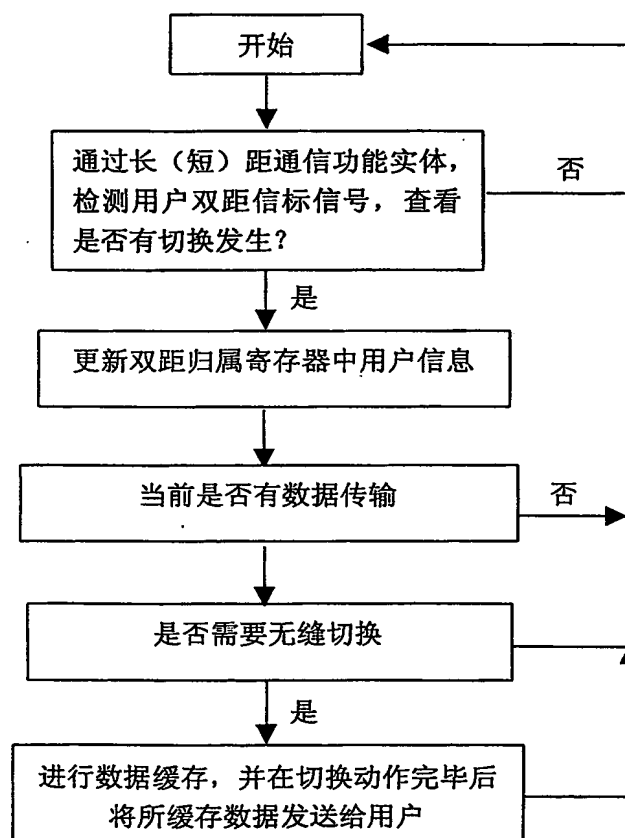 开始
通过长（短）距通信功能实体，
检测用户双距信标信号，查看
是否有切换发生？
否
是
更新双距归属寄存器中用户信息
当前是否有数据传输
否
是否需要无缝切换
是
进行数据缓存，并在切换动作完毕后
将所缓存数据发送给用户